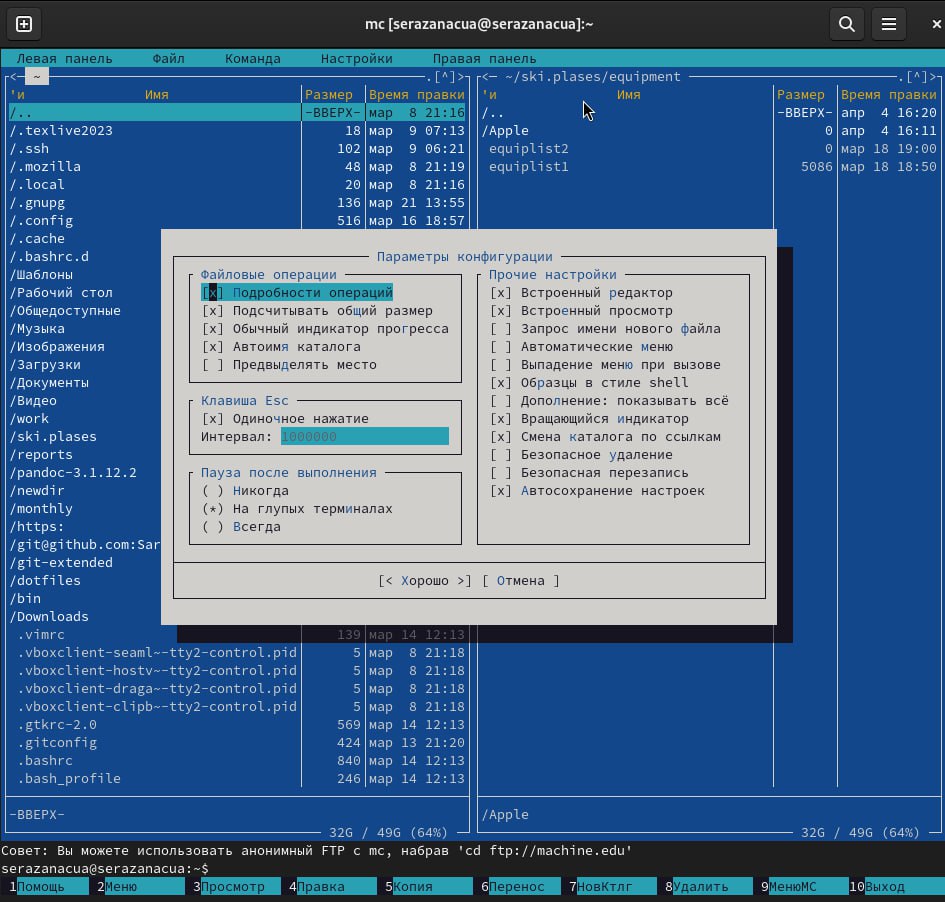 mc [serazanacua@serazanacua]:~
Левая панель Файл Команда Настройки Правая панель
<─ ~ .[^]>
'и Имя Размер Время правки
/.. -ВВЕРХ- мар 8 21:16
/.texlive2023 18 мар 9 07:13
/.ssh 102 мар 9 06:21
/.mozilla 48 мар 8 21:19
/.local 20 мар 8 21:16
/.gnupg 136 мар 21 13:55
/.config 516 мар 16 18:57
/.cache
/.bashrc.d
/Шаблоны
/Рабочий стол
/Общедоступные
/Музыка
/Изображения
/Загрузки
/Документы
/Видео
/work
/ski.plases
/reports
/pandoc-3.1.12.2
/newdir
/monthly
/https:
/git@github.com:Sar
/git-extended
/dotfiles
/bin
/Downloads
.vimrc 139 мар 14 12:13
.vboxclient-seaml~-tty2-control.pid 5 мар 8 21:18
.vboxclient-hostv~-tty2-control.pid 5 мар 8 21:18
.vboxclient-draga~-tty2-control.pid 5 мар 8 21:18
.vboxclient-clipb~-tty2-control.pid 5 мар 8 21:18
.gtkrc-2.0 569 мар 14 12:13
.gitconfig 424 мар 13 21:20
.bashrc 840 мар 14 12:13
.bash_profile 246 мар 14 12:13
-ВВЕРХ-
32G / 49G (64%)
<─ ~/ski.plases/equipment .[^]>
'и Имя Размер Время правки
/.. -ВВЕРХ- апр 4 16:20
/Apple 0 апр 4 16:11
equiplist2 0 мар 18 19:00
equiplist1 5086 мар 18 18:50
/Apple
32G / 49G (64%)
Параметры конфигурации
Файловые операции
[x] Подробности операций
[x] Подсчитывать общий размер
[x] Обычный индикатор прогресса
[x] Автоимя каталога
[ ] Предвыделять место
Клавиша Esc
[x] Одиночное нажатие
Интервал: 1000000
Пауза после выполнения
( ) Никогда
(*) На глупых терминалах
( ) Всегда
Прочие настройки
[x] Встроенный редактор
[x] Встроенный просмотр
[ ] Запрос имени нового файла
[ ] Автоматические меню
[ ] Выпадение меню при вызове
[x] Образцы в стиле shell
[ ] Дополнение: показывать всё
[x] Вращающийся индикатор
[x] Смена каталога по ссылкам
[ ] Безопасное удаление
[ ] Безопасная перезапись
[x] Автосохранение настроек
[< Хорошо >] [ Отмена ]
Совет: Вы можете использовать анонимный FTP с mc, набрав 'cd ftp://machine.edu'
serazanacua@serazanacua:~$
1Помощь 2Меню 3Просмотр 4Правка 5Копия 6Перенос 7НовКтлг 8Удалить 9МенюMC 10Выход